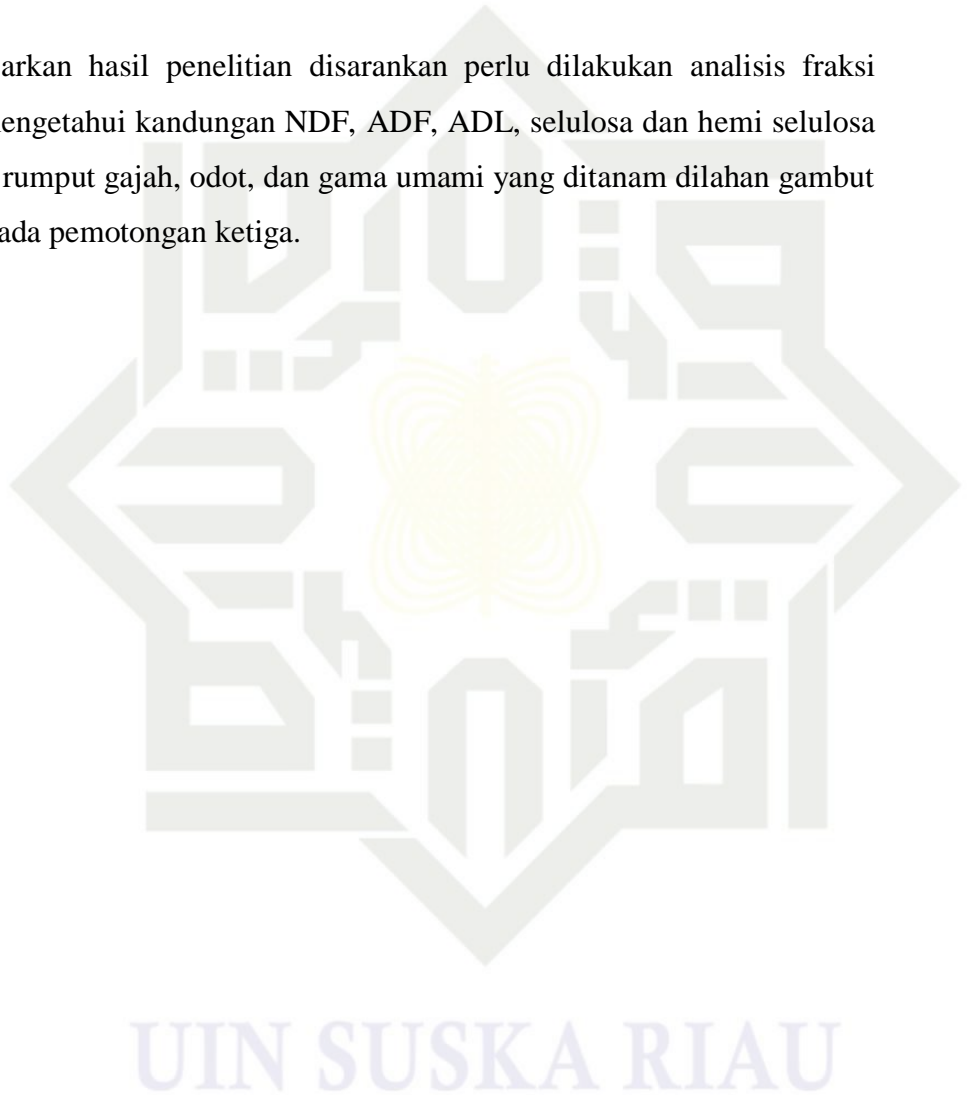 arkan hasil penelitian disarankan perlu dilakukan analisis fraksi
engetahui kandungan NDF, ADF, ADL, selulosa dan hemi selulosa
rumput gajah, odot, dan gama umami yang ditanam dilahan gambut
ada pemotongan ketiga.
UIN SUSKA RIAU